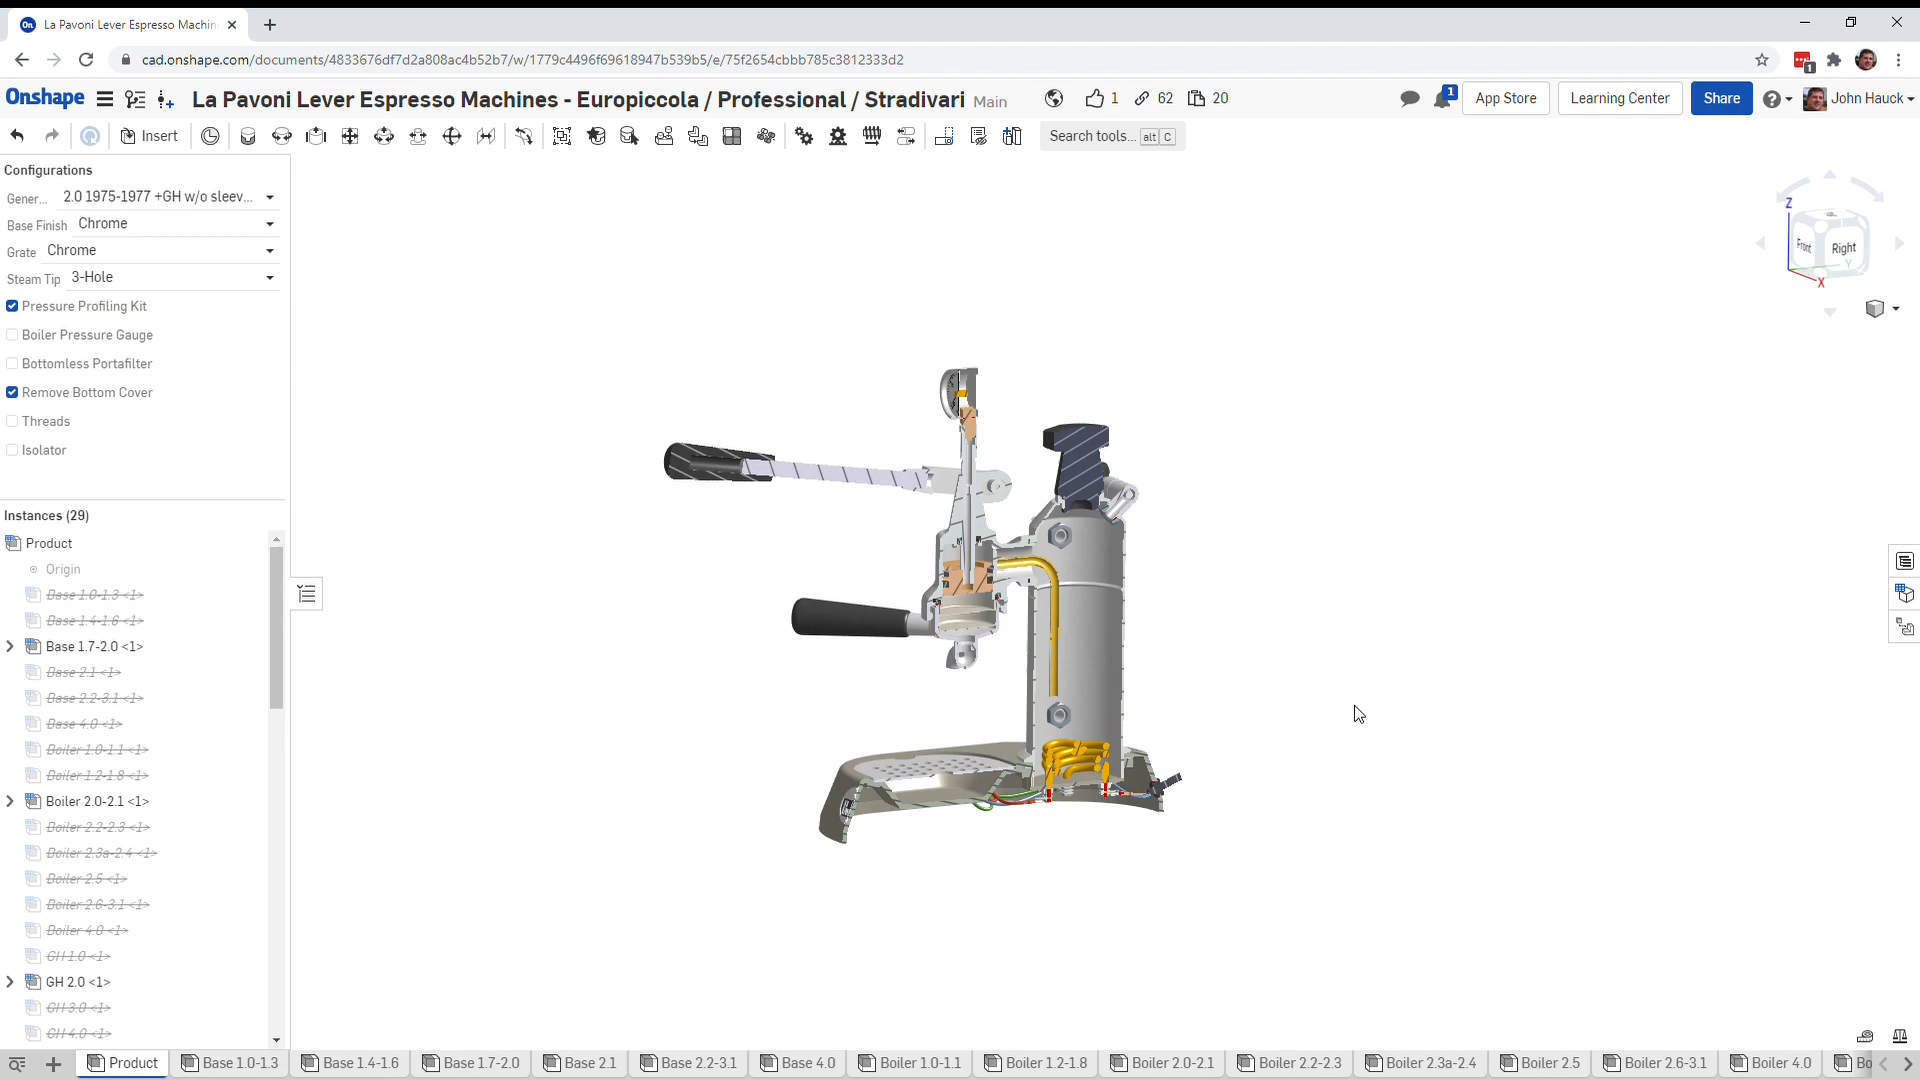 La Pavoni Lever Espresso Machin
cad.onshape.com/documents/4833676df7d2a808ac4b52b7/w/1779c4496f69618947b539b5/e/75f2654cbbb785c3812333d2
1
Onshape La Pavoni Lever Espresso Machines - Europiccola / Professional / Stradivari Main 1 62 20 1 App Store Learning Center Share John Hauck
Insert Search tools... alt C
Configurations
Gener... 2.0 1975-1977 +GH w/o sleev...
Base Finish Chrome
Grate Chrome
Steam Tip 3-Hole
Pressure Profiling Kit
Boiler Pressure Gauge
Bottomless Portafilter
Remove Bottom Cover
Threads
Isolator
Z
Front Right
Y
X
Instances (29)
Product
Origin
Base 1.0-1.3 <1>
Base 1.4-1.6 <1>
Base 1.7-2.0 <1>
Base 2.1 <1>
Base 2.2-3.1 <1>
Base 4.0 <1>
Boiler 1.0-1.1 <1>
Boiler 1.2-1.8 <1>
Boiler 2.0-2.1 <1>
Boiler 2.2-2.3 <1>
Boiler 2.3a-2.4 <1>
Boiler 2.5 <1>
Boiler 2.6-3.1 <1>
Boiler 4.0 <1>
GH 1.0 <1>
GH 2.0 <1>
GH 3.0 <1>
GH 4.0 <1>
Product Base 1.0-1.3 Base 1.4-1.6 Base 1.7-2.0 Base 2.1 Base 2.2-3.1 Base 4.0 Boiler 1.0-1.1 Boiler 1.2-1.8 Boiler 2.0-2.1 Boiler 2.2-2.3 Boiler 2.3a-2.4 Boiler 2.5 Boiler 2.6-3.1 Boiler 4.0 Bo